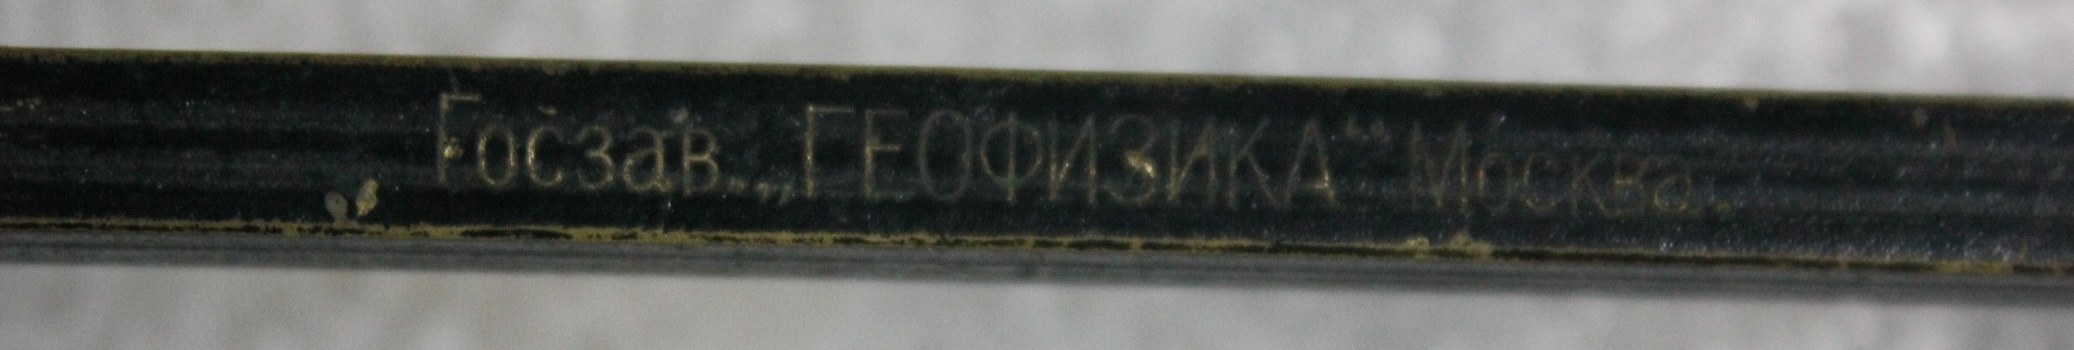 Госзав. „ГЕОФИЗИКА“ Москва.